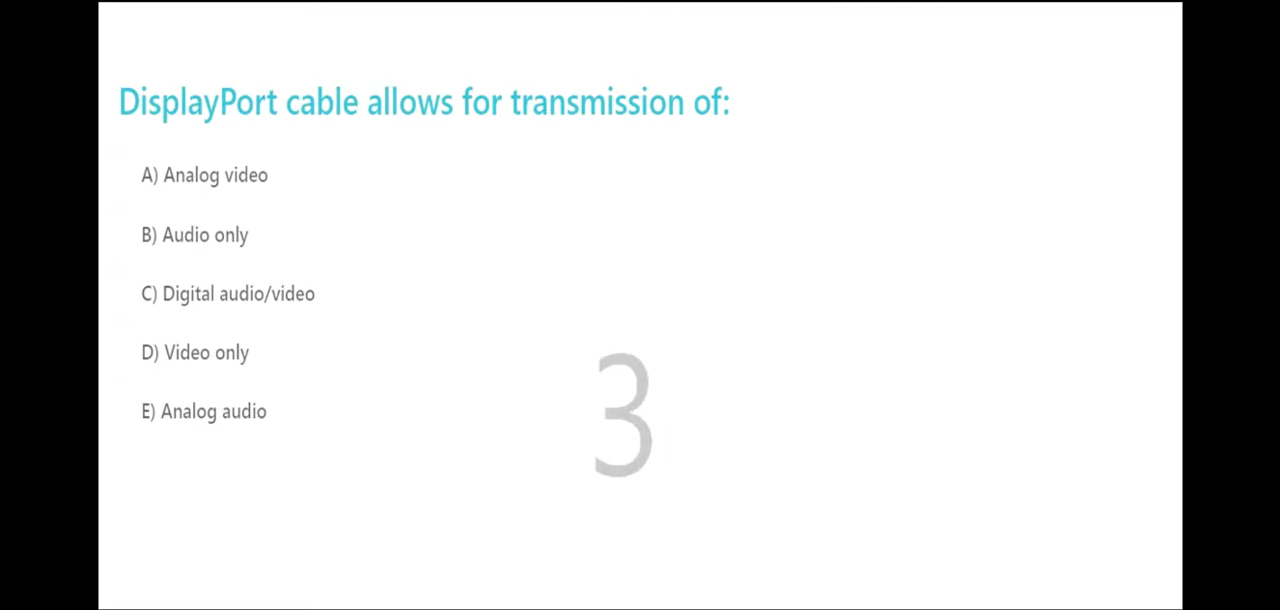 DisplayPort cable allows for transmission of:
A) Analog video
B) Audio only
C) Digital audio/video
D) Video only
E) Analog audio
3